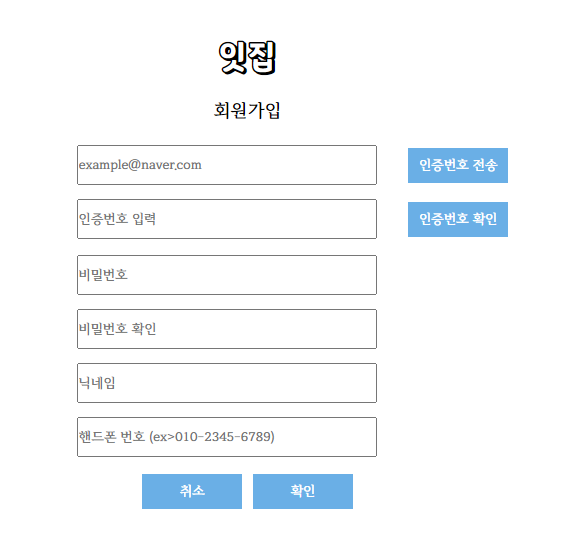 잇집
회원가입
example@naver.com 인증번호 전송
인증번호 입력 인증번호 확인
비밀번호
비밀번호 확인
닉네임
핸드폰 번호 (ex>010-2345-6789)
취소 확인